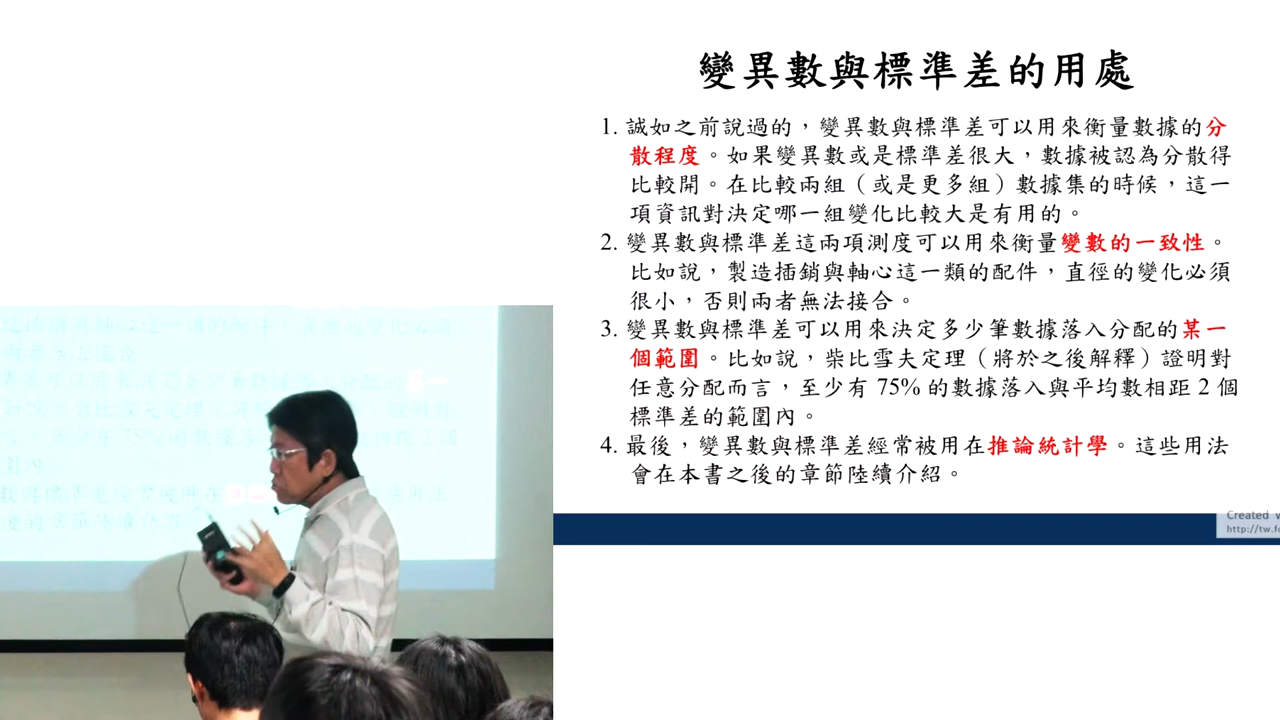 變異數與標準差的用處
1. 誠如之前說過的，變異數與標準差可以用來衡量數據的分
散程度。如果變異數或是標準差很大，數據被認為分散得
比較開。在比較兩組（或是更多組）數據集的時候，這一
項資訊對決定哪一組變化比較大是有用的。
2. 變異數與標準差這兩項測度可以用來衡量變數的一致性。
比如說，製造插銷與軸心這一類的配件，直徑的變化必須
很小，否則兩者無法接合。
3. 變異數與標準差可以用來決定多少筆數據落入分配的某一
個範圍。比如說，柴比雪夫定理（將於之後解釋）證明對
任意分配而言，至少有 75% 的數據落入與平均數相距 2 個
標準差的範圍內。
4. 最後，變異數與標準差經常被用在推論統計學。這些用法
會在本書之後的章節陸續介紹。
Created
http://tw.fo